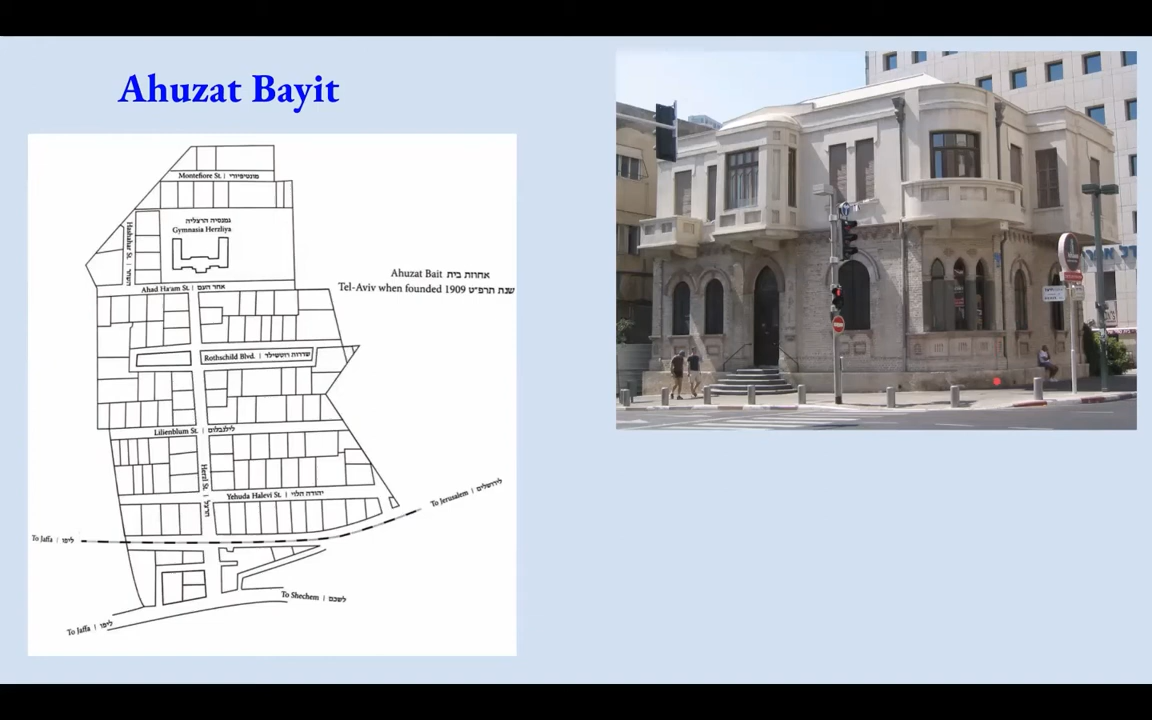 Ahuzat Bayit
Montefiore St. | מונטיפיורי
גמנסיה הרצליה
Gymnasia Herzliya
Ahuzat Bait אחוזת בית
Tel-Aviv when founded 1909 שנת תרפ״ט
Ahad Ha'am St. | אחד העם
Rothschild Blvd. | שדרות רוטשילד
Lilienblum St. | לילנבלום
Herzl St. | הרצל
Yehuda Halevi St. | יהודה הלוי
To Jerusalem | לירושלים
To Jaffa | ליפו
To Shechem | לשכם
To Jaffa | ליפו